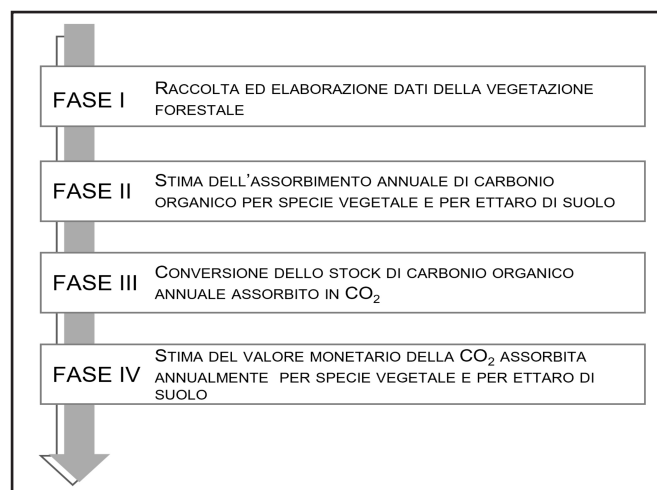 FASE I
RACCOLTA ED ELABORAZIONE DATI DELLA VEGETAZIONE
FORESTALE
FASE II
STIMA DELL'ASSORBIMENTO ANNUALE DI CARBONIO
ORGANICO PER SPECIE VEGETALE E PER ETTARO DI SUOLO
FASE III
CONVERSIONE DELLO STOCK DI CARBONIO ORGANICO
ANNUALE ASSORBITO IN CO₂
FASE IV
STIMA DEL VALORE MONETARIO DELLA CO₂ ASSORBITA
ANNUALMENTE PER SPECIE VEGETALE E PER ETTARO DI
SUOLO